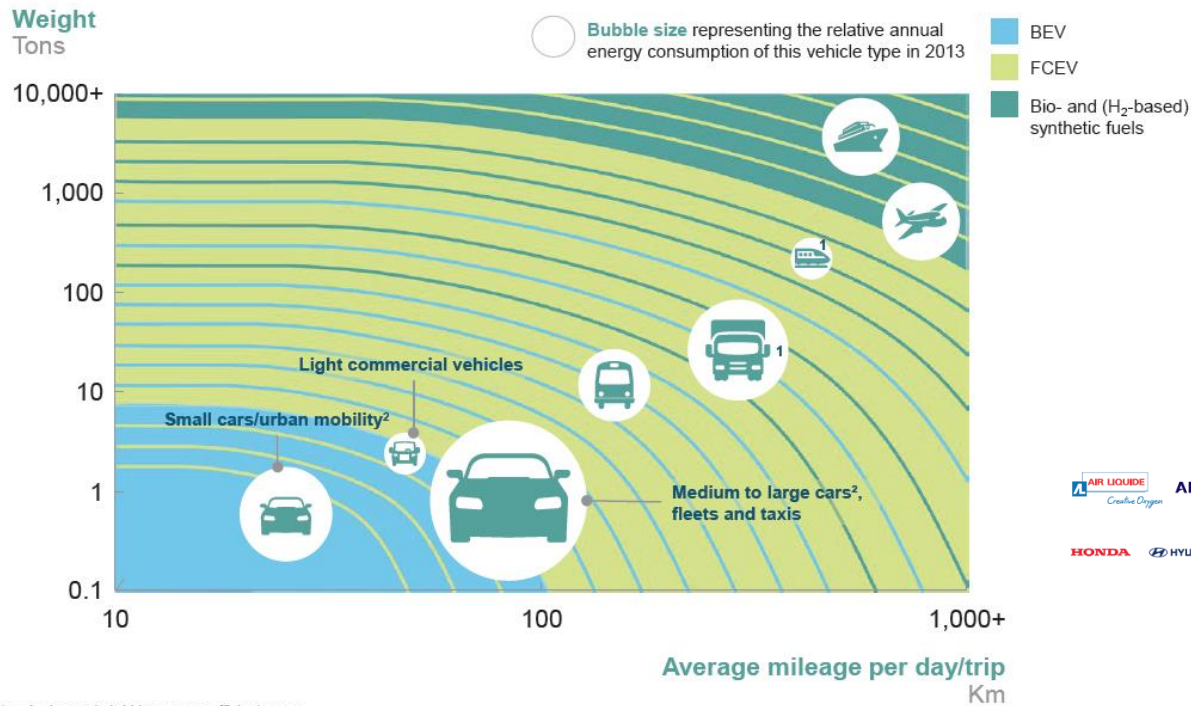 Weight
Tons
Bubble size representing the relative annual
energy consumption of this vehicle type in 2013
BEV
FCEV
Bio- and (H₂-based)
synthetic fuels
10,000+
1,000
100
10
1
0.1
1
1
Light commercial vehicles
Small cars/urban mobility²
Medium to large cars²,
fleets and taxis
10
100
1,000+
Average mileage per day/trip
Km
AIR LIQUIDE
Creative Oxygen
HONDA